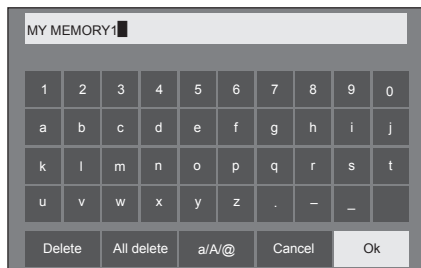 MY MEMORY1
1 2 3 4 5 6 7 8 9 0
a b c d e f g h i j
k l m n o p q r s t
u v w x y z . – _
Delete All delete a/A/@ Cancel Ok